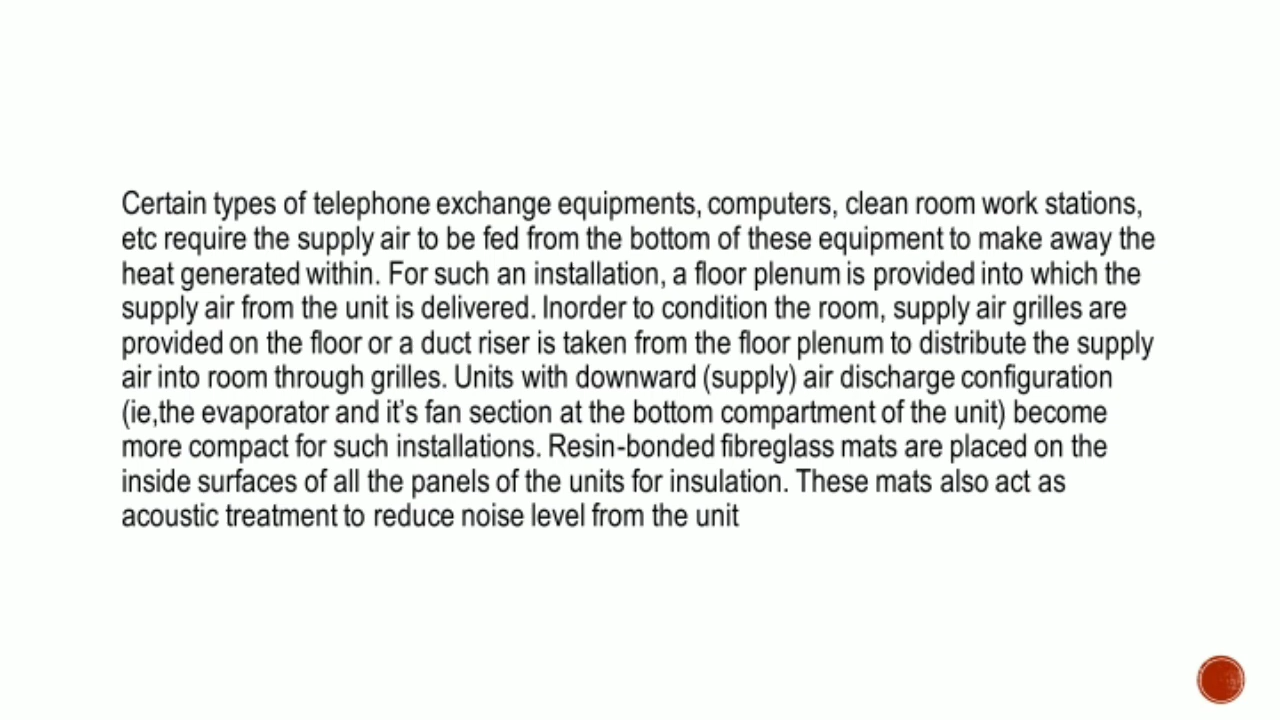 Certain types of telephone exchange equipments, computers, clean room work stations,
etc require the supply air to be fed from the bottom of these equipment to make away the
heat generated within. For such an installation, a floor plenum is provided into which the
supply air from the unit is delivered. Inorder to condition the room, supply air grilles are
provided on the floor or a duct riser is taken from the floor plenum to distribute the supply
air into room through grilles. Units with downward (supply) air discharge configuration
(ie,the evaporator and it's fan section at the bottom compartment of the unit) become
more compact for such installations. Resin-bonded fibreglass mats are placed on the
inside surfaces of all the panels of the units for insulation. These mats also act as
acoustic treatment to reduce noise level from the unit